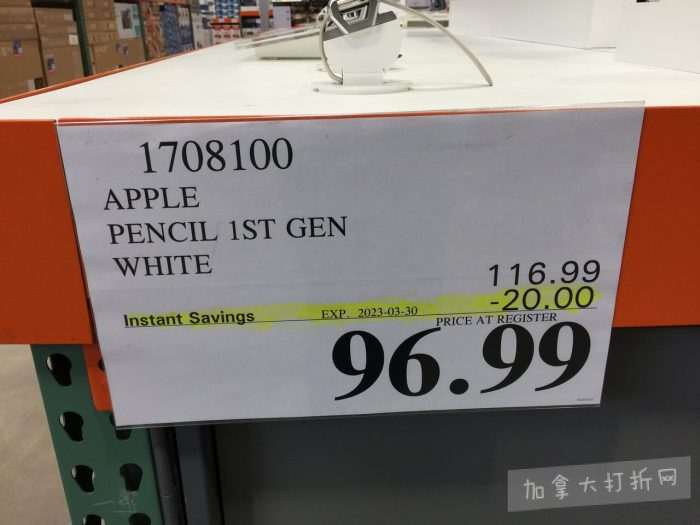 1708100
APPLE
PENCIL 1ST GEN
WHITE
116.99
Instant Savings EXP. 2023-03-30 -20.00
PRICE AT REGISTER
96.99
加拿大打折网